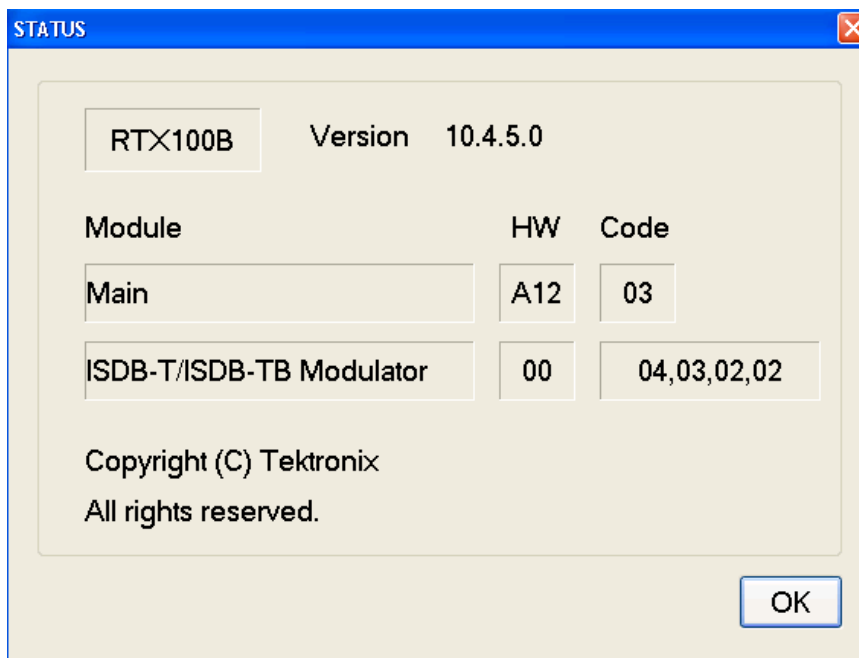 STATUS
RTX100B Version 10.4.5.0
Module HW Code
Main A12 03
ISDB-T/ISDB-TB Modulator 00 04,03,02,02
Copyright (C) Tektronix
All rights reserved.
OK